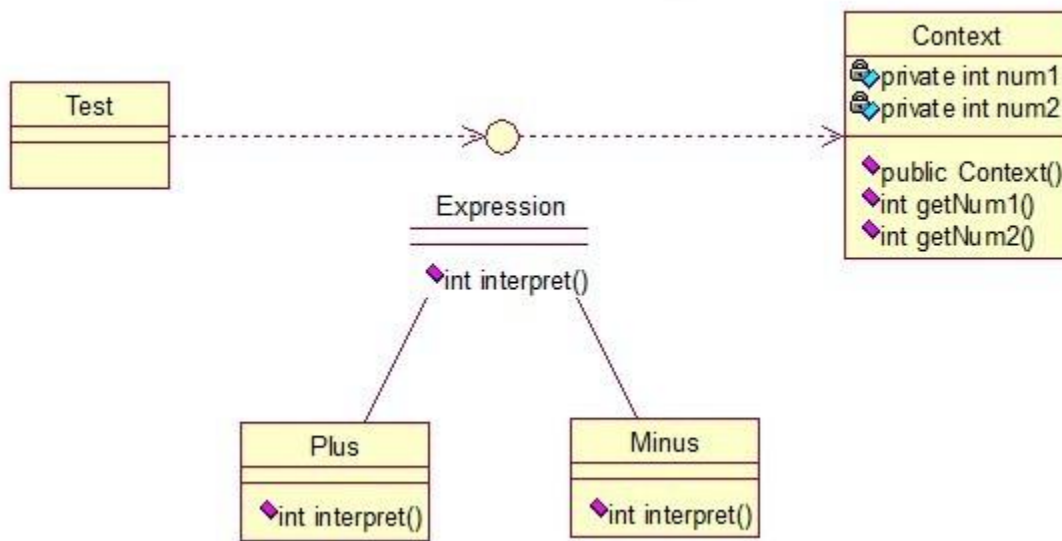 Test
Expression
int interpret()
Context
private int num1
private int num2
public Context()
int getNum1()
int getNum2()
Plus
int interpret()
Minus
int interpret()